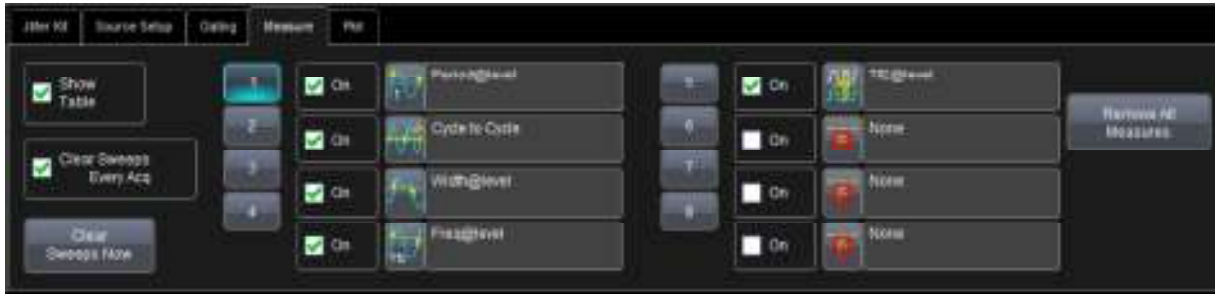 Jitter Kit Source Setup Gating Measure Plot
Show
Table
Clear Sweeps
Every Acq
Clear
Sweeps Now
1 On Period@level
2 On Cycle to Cycle
3 On Width@level
4 On Freq@level
5 On TIE@level
6 On None
7 On None
8 On None
Remove All
Measures